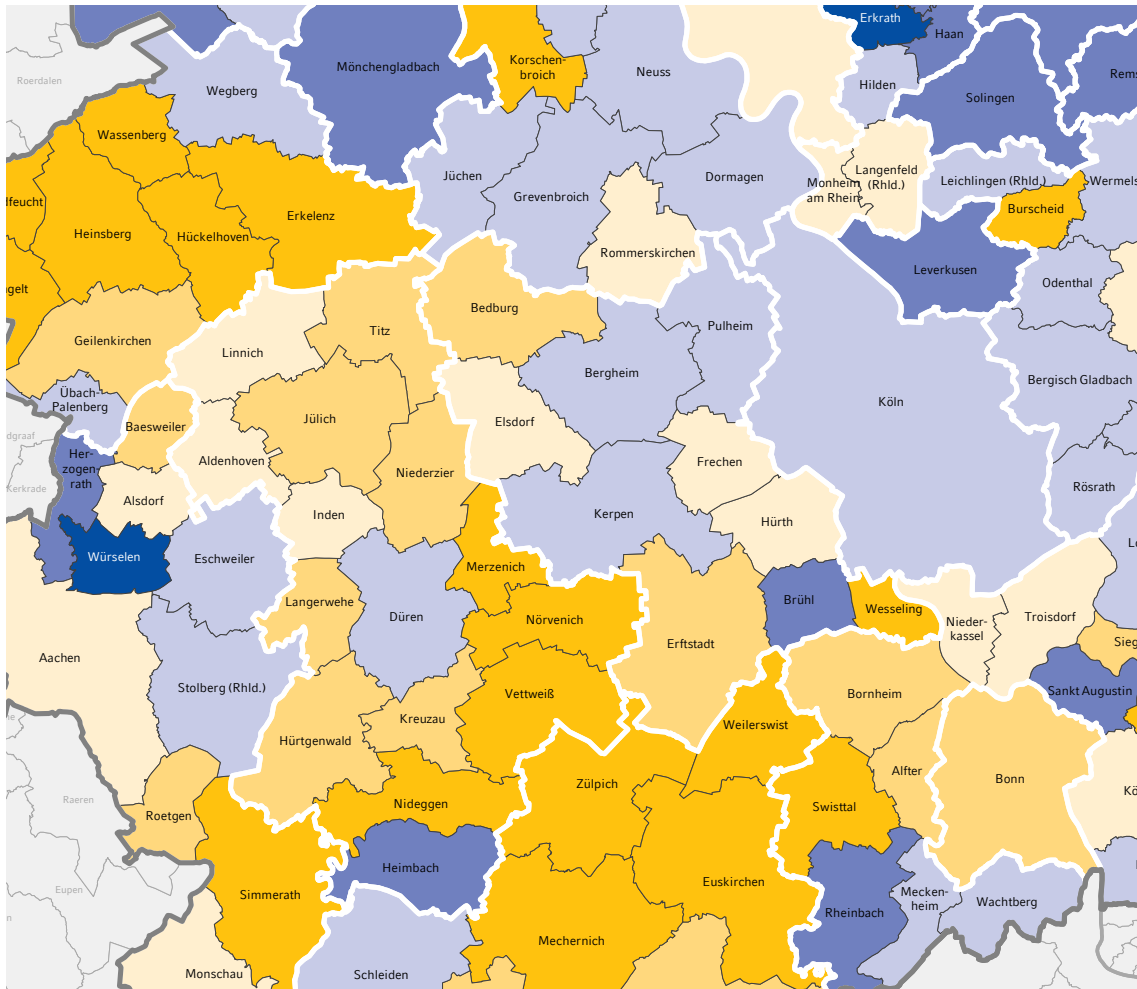 Erkrath
Haan
Korschen-
broich
Mönchengladbach
Neuss
Rems
Roerdalen
Hilden
Wegberg
Solingen
Wassenberg
Langenfeld
(Rhld.)
Jüchen
Dormagen
Monheim
am Rhein
Leichlingen (Rhld.)
Wermels
Grevenbroich
lfeucht
Burscheid
Erkelenz
Heinsberg
Hückelhoven
Rommerskirchen
Leverkusen
Odenthal
gelt
Bedburg
Pulheim
Titz
Geilenkirchen
Linnich
Bergheim
Bergisch Gladbach
Übach-
Palenberg
Köln
Jülich
Elsdorf
Baesweiler
dgraaf
Her-
zogen-
rath
Aldenhoven
Frechen
Niederzier
Kerkrade
Rösrath
Alsdorf
Inden
Kerpen
Hürth
Würselen
Eschweiler
Merzenich
Langerwehe
Brühl
Wesseling
Düren
Nörvenich
Nieder-
kassel
Troisdorf
Erftstadt
Sieg
Aachen
Stolberg (Rhld.)
Vettweiß
Bornheim
Sankt Augustin
Kreuzau
Weilerswist
Hürtgenwald
Alfter
Bonn
Zülpich
Raeren
Nideggen
Swisttal
Kö
Roetgen
Heimbach
Euskirchen
Eupen
Simmerath
Mecken-
heim
Wachtberg
Rheinbach
Mechernich
Monschau
Schleiden